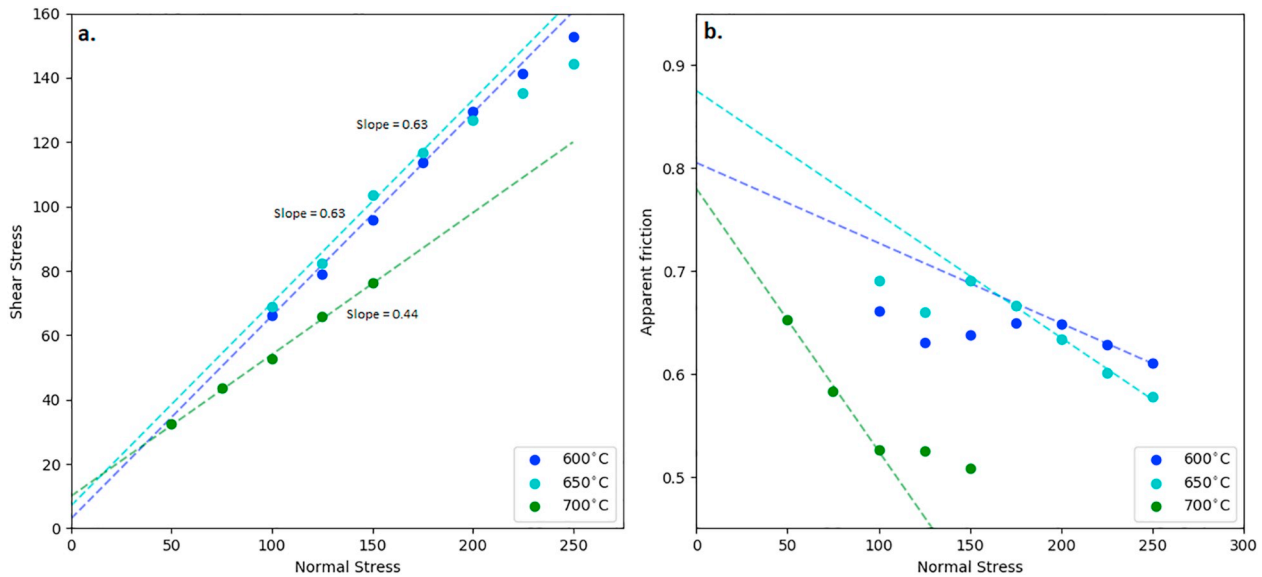 a.
160
140
120
100
80
60
40
20
0
Shear Stress
Slope = 0.63
Slope = 0.63
Slope = 0.44
600°C
650°C
700°C
0 50 100 150 200 250
Normal Stress
b.
0.9
0.8
0.7
0.6
0.5
Apparent friction
600°C
650°C
700°C
0 50 100 150 200 250 300
Normal Stress